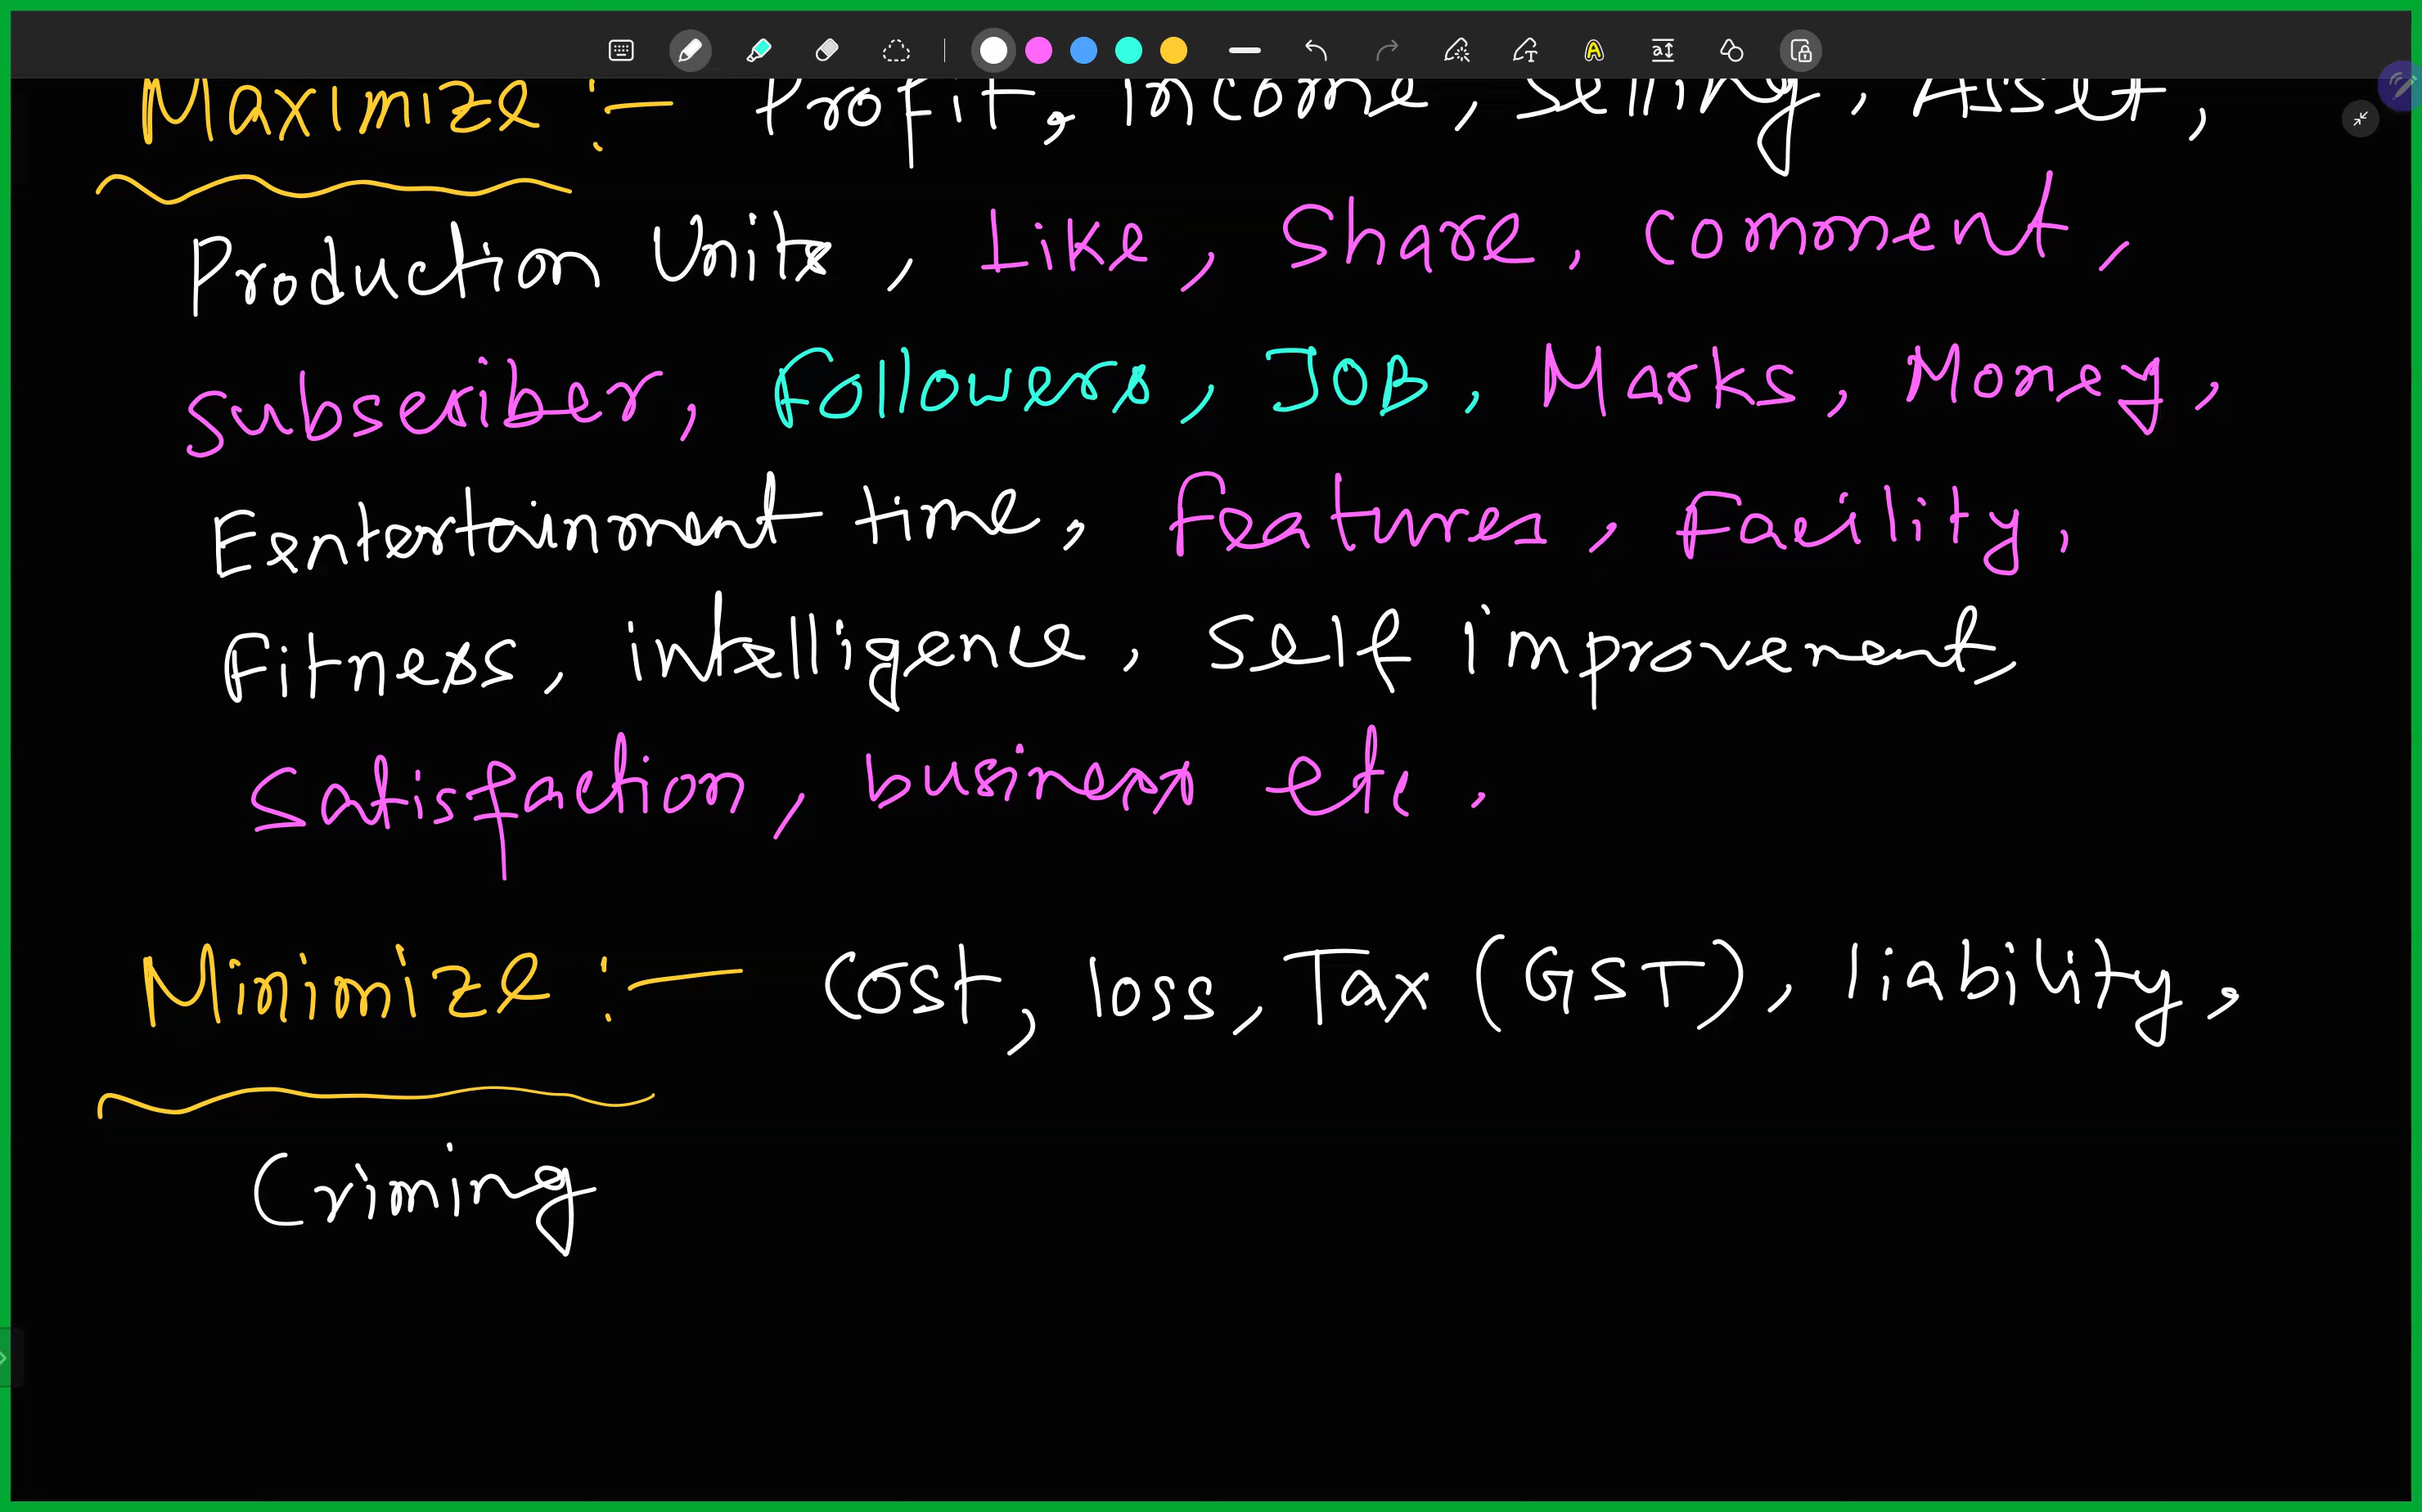 Maximize :- Profit, income, selling, Asset,
Production Units, Like, Share, comment,
Subscriber, Followers, JOB, Marks, Money,
Exntertainment time, features, Facility,
Fitness, intelligence, Self improvement,
Satisfaction, business etc.
Minimize :- Cost, loss, Tax (GST), liability,
Criming